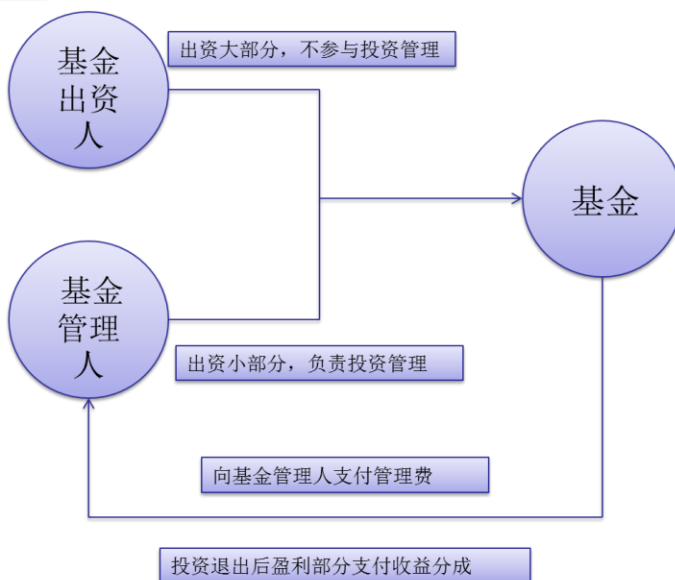 出资大部分，不参与投资管理
基金
出资
人
基金
基金
管理
人
出资小部分，负责投资管理
向基金管理人支付管理费
投资退出后盈利部分支付收益分成